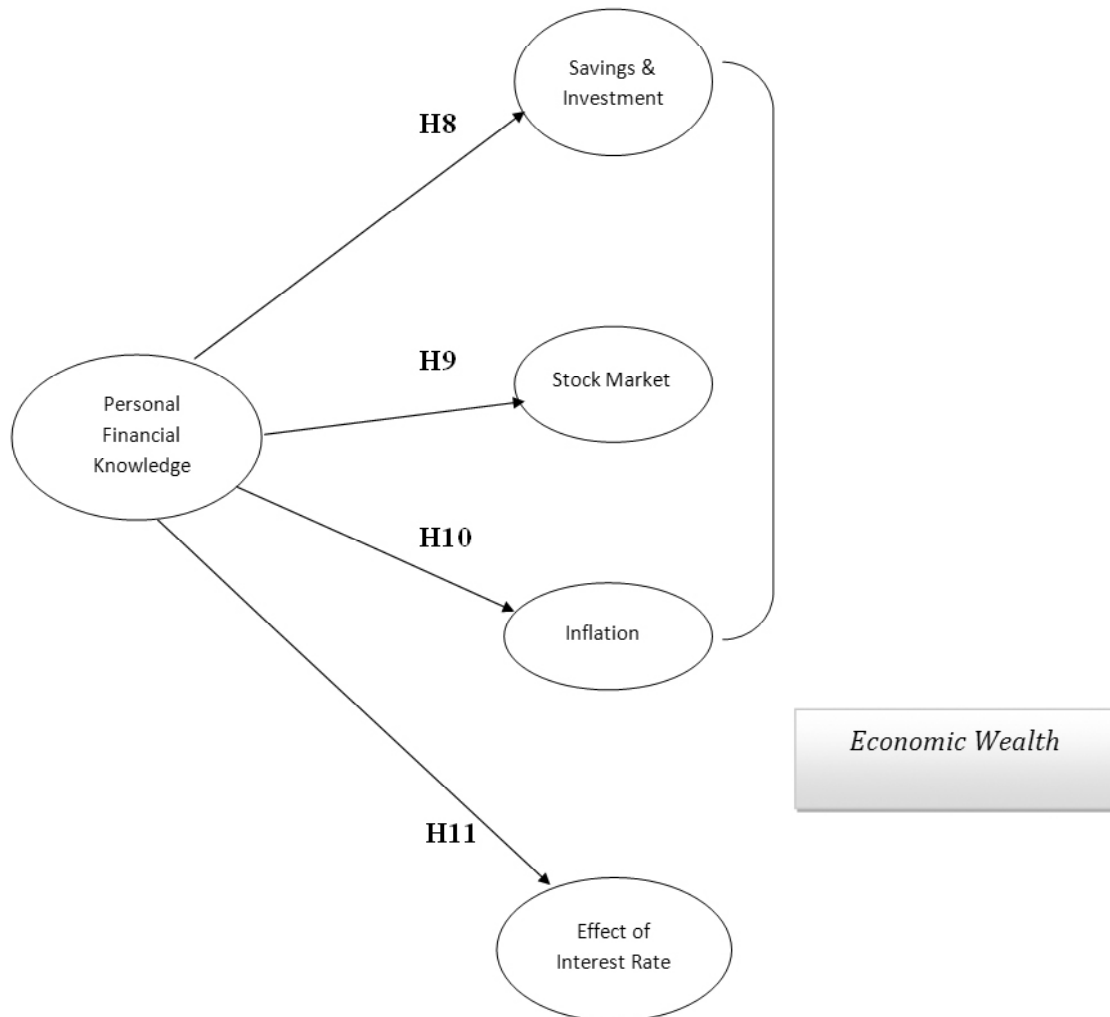 Savings &
Investment
H8
H9
Stock Market
Personal
Financial
Knowledge
H10
Inflation
Economic Wealth
H11
Effect of
Interest Rate